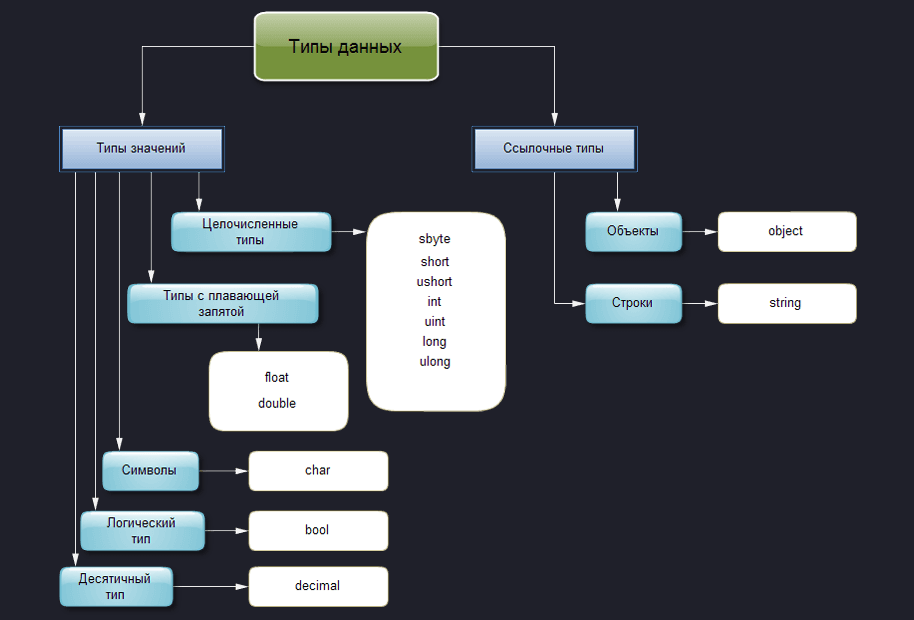 Типы данных
Типы значений
Ссылочные типы
Целочисленные
типы
sbyte
short
ushort
int
uint
long
ulong
Объекты
object
Типы с плавающей
запятой
Строки
string
float
double
Символы
char
Логический
тип
bool
Десятичный
тип
decimal